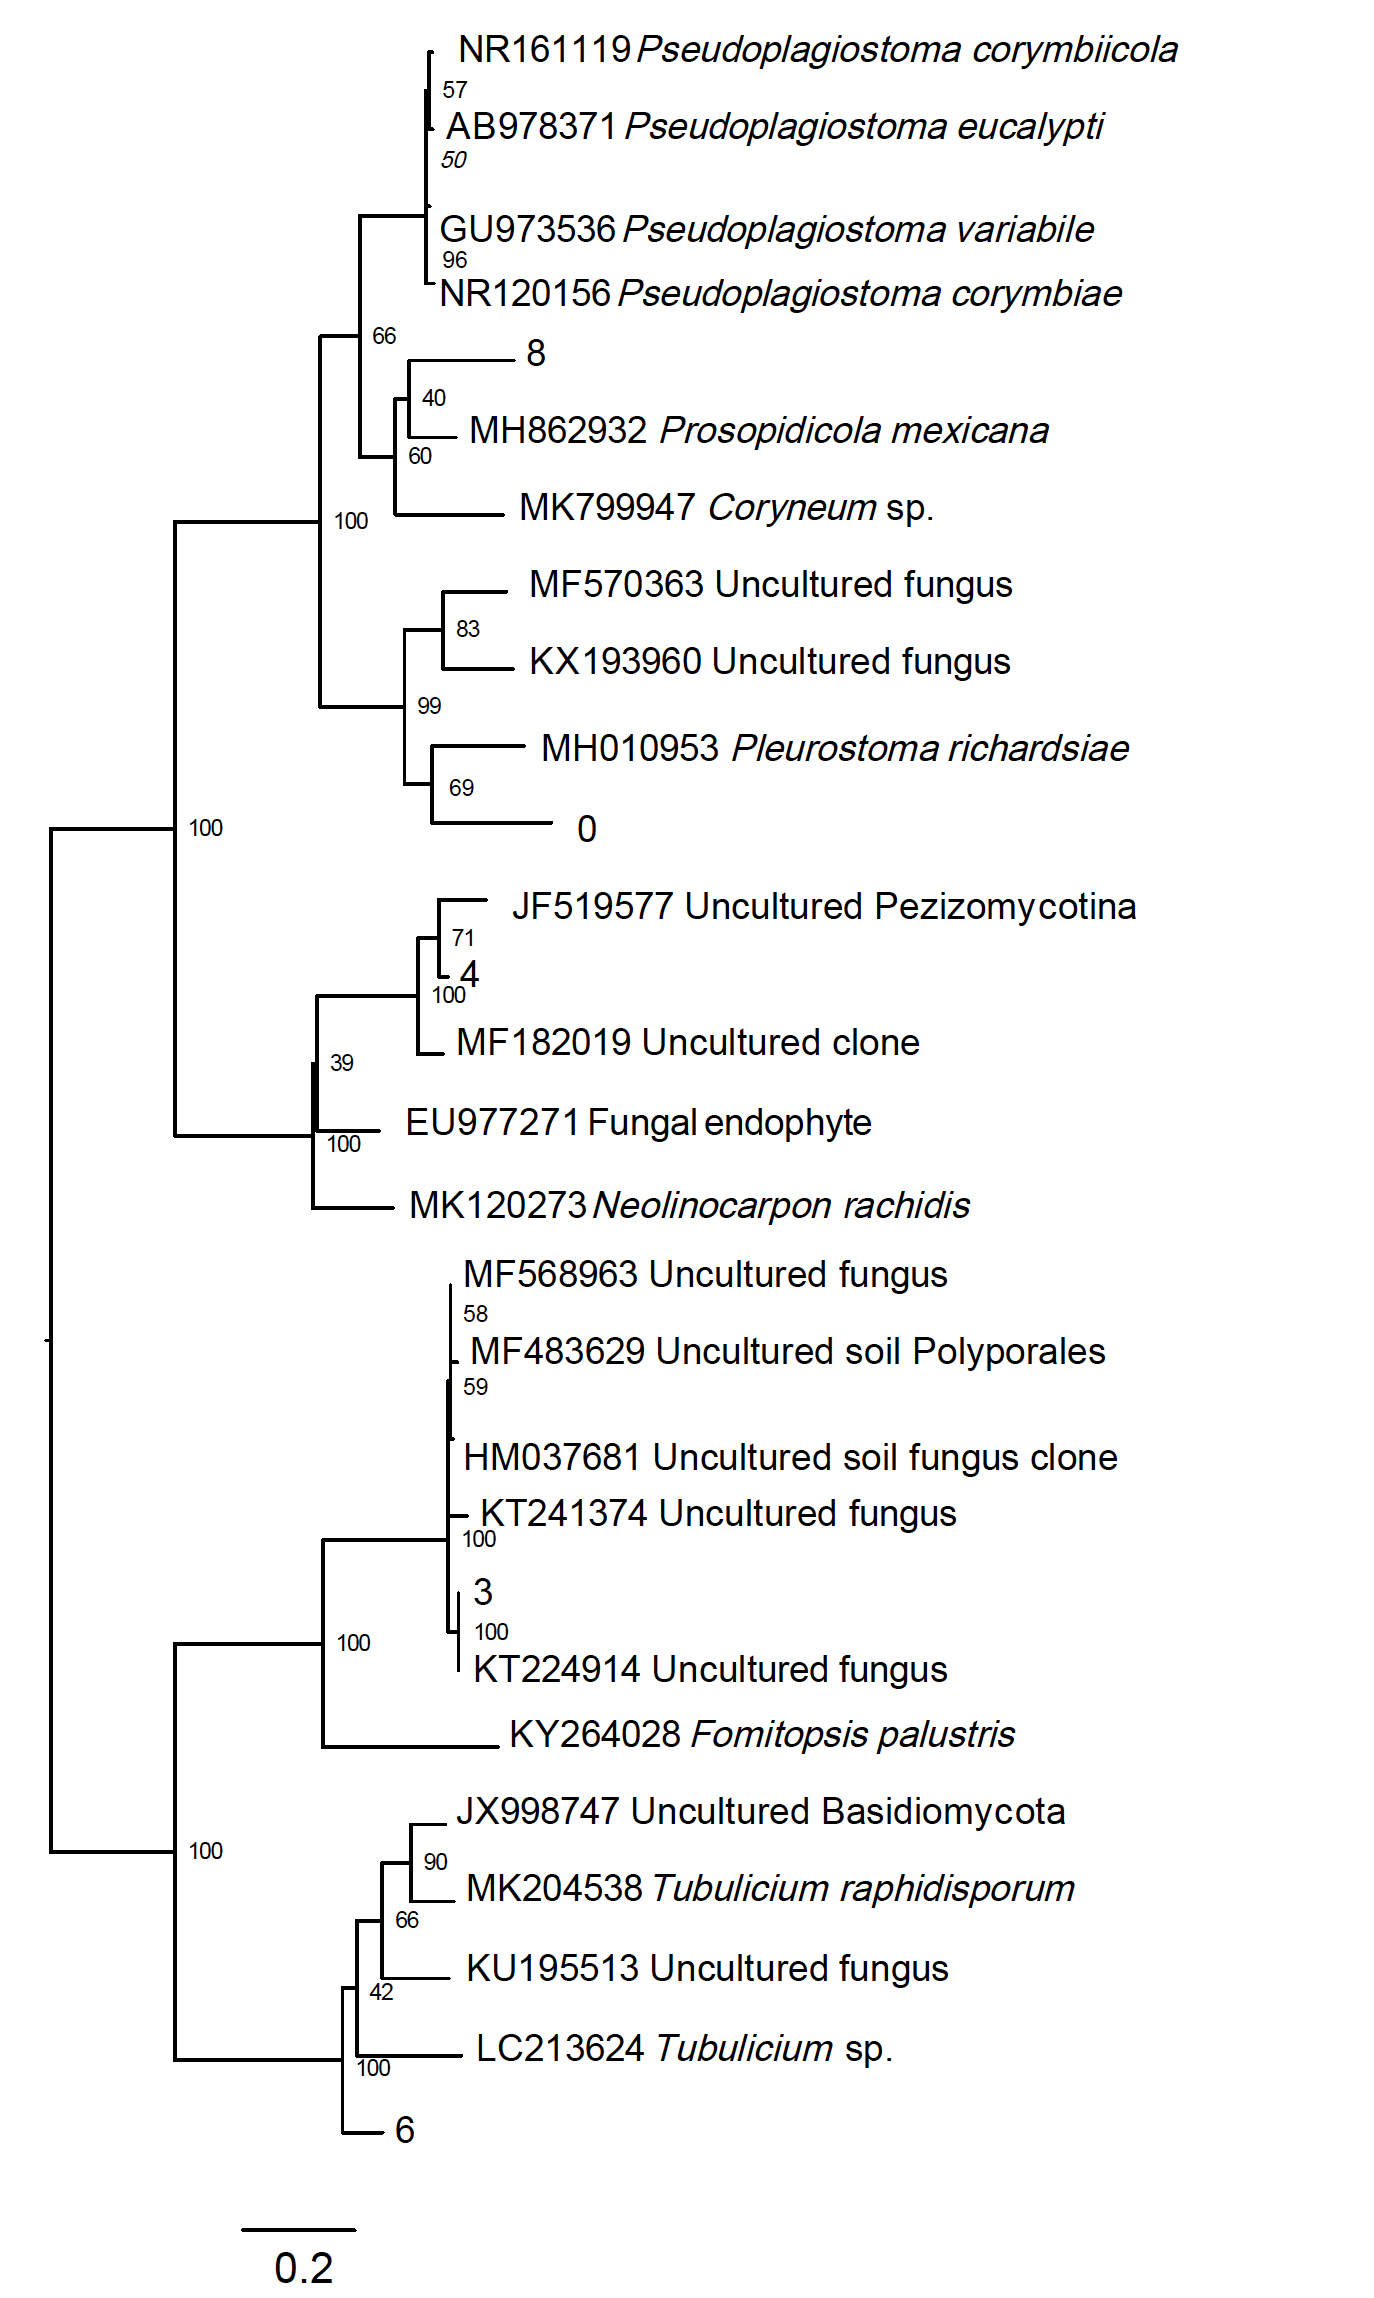 NR161119 Pseudoplagiostoma corymbiicola
57
AB978371 Pseudoplagiostoma eucalypti
50
GU973536 Pseudoplagiostoma variabile
96
NR120156 Pseudoplagiostoma corymbiae
66
8
40
MH862932 Prosopidicola mexicana
60
MK799947 Coryneum sp.
100
MF570363 Uncultured fungus
83
KX193960 Uncultured fungus
99
MH010953 Pleurostoma richardsiae
69
0
100
JF519577 Uncultured Pezizomycotina
71
4
100
MF182019 Uncultured clone
39
EU977271 Fungal endophyte
100
MK120273 Neolinocarpon rachidis
MF568963 Uncultured fungus
58
MF483629 Uncultured soil Polyporales
59
HM037681 Uncultured soil fungus clone
KT241374 Uncultured fungus
100
3
100
100
KT224914 Uncultured fungus
KY264028 Fomitopsis palustris
JX998747 Uncultured Basidiomycota
100
90
MK204538 Tubulicium raphidisporum
66
KU195513 Uncultured fungus
42
LC213624 Tubulicium sp.
100
6
0.2